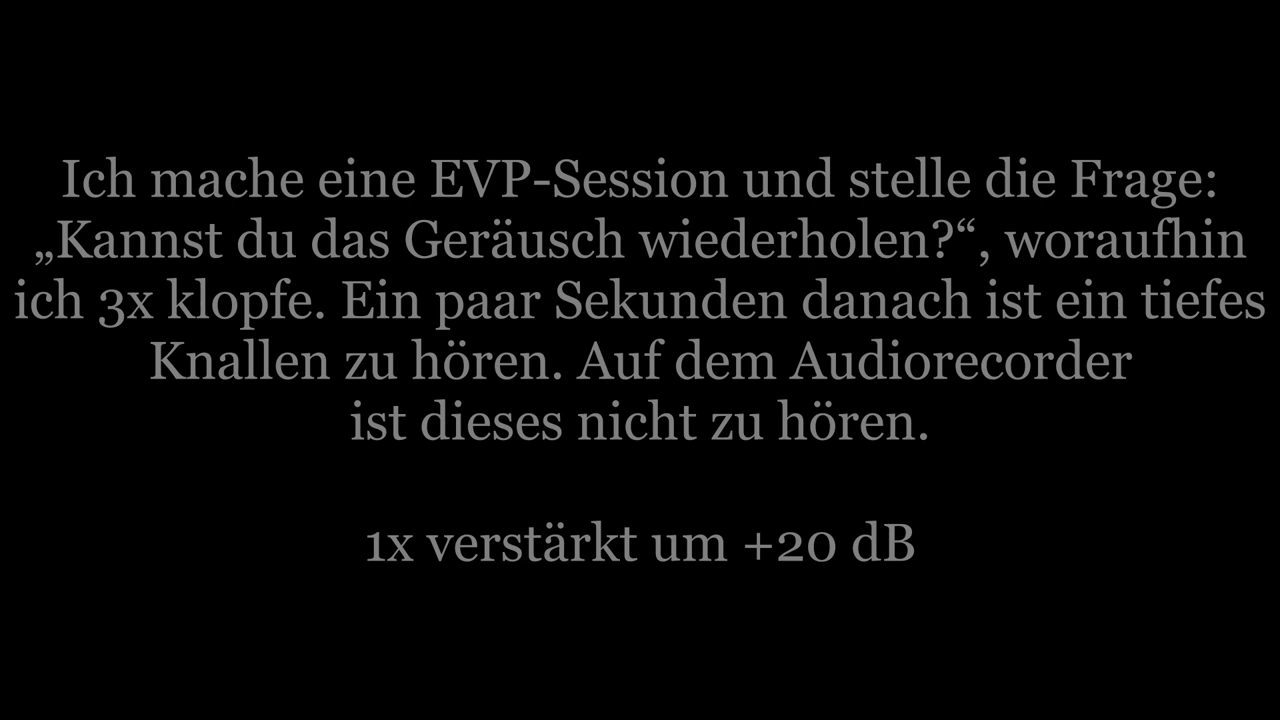 Ich mache eine EVP-Session und stelle die Frage:
„Kannst du das Geräusch wiederholen?“, woraufhin
ich 3x klopfe. Ein paar Sekunden danach ist ein tiefes
Knallen zu hören. Auf dem Audiorecorder
ist dieses nicht zu hören.
1x verstärkt um +20 dB